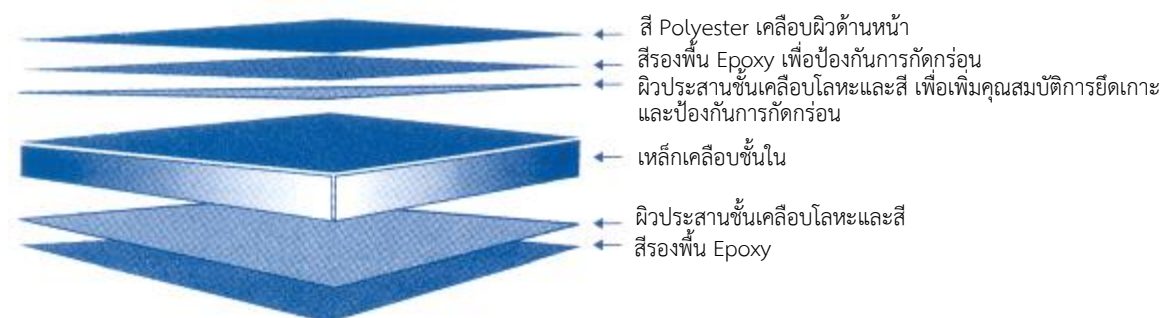 สี Polyester เคลือบผิวด้านหน้า
สีรองพื้น Epoxy เพื่อป้องกันการกัดกร่อน
ผิวประสานชั้นเคลือบโลหะและสี เพื่อเพิ่มคุณสมบัติการยึดเกาะ
และป้องกันการกัดกร่อน
เหล็กเคลือบชั้นใน
ผิวประสานชั้นเคลือบโลหะและสี
สีรองพื้น Epoxy